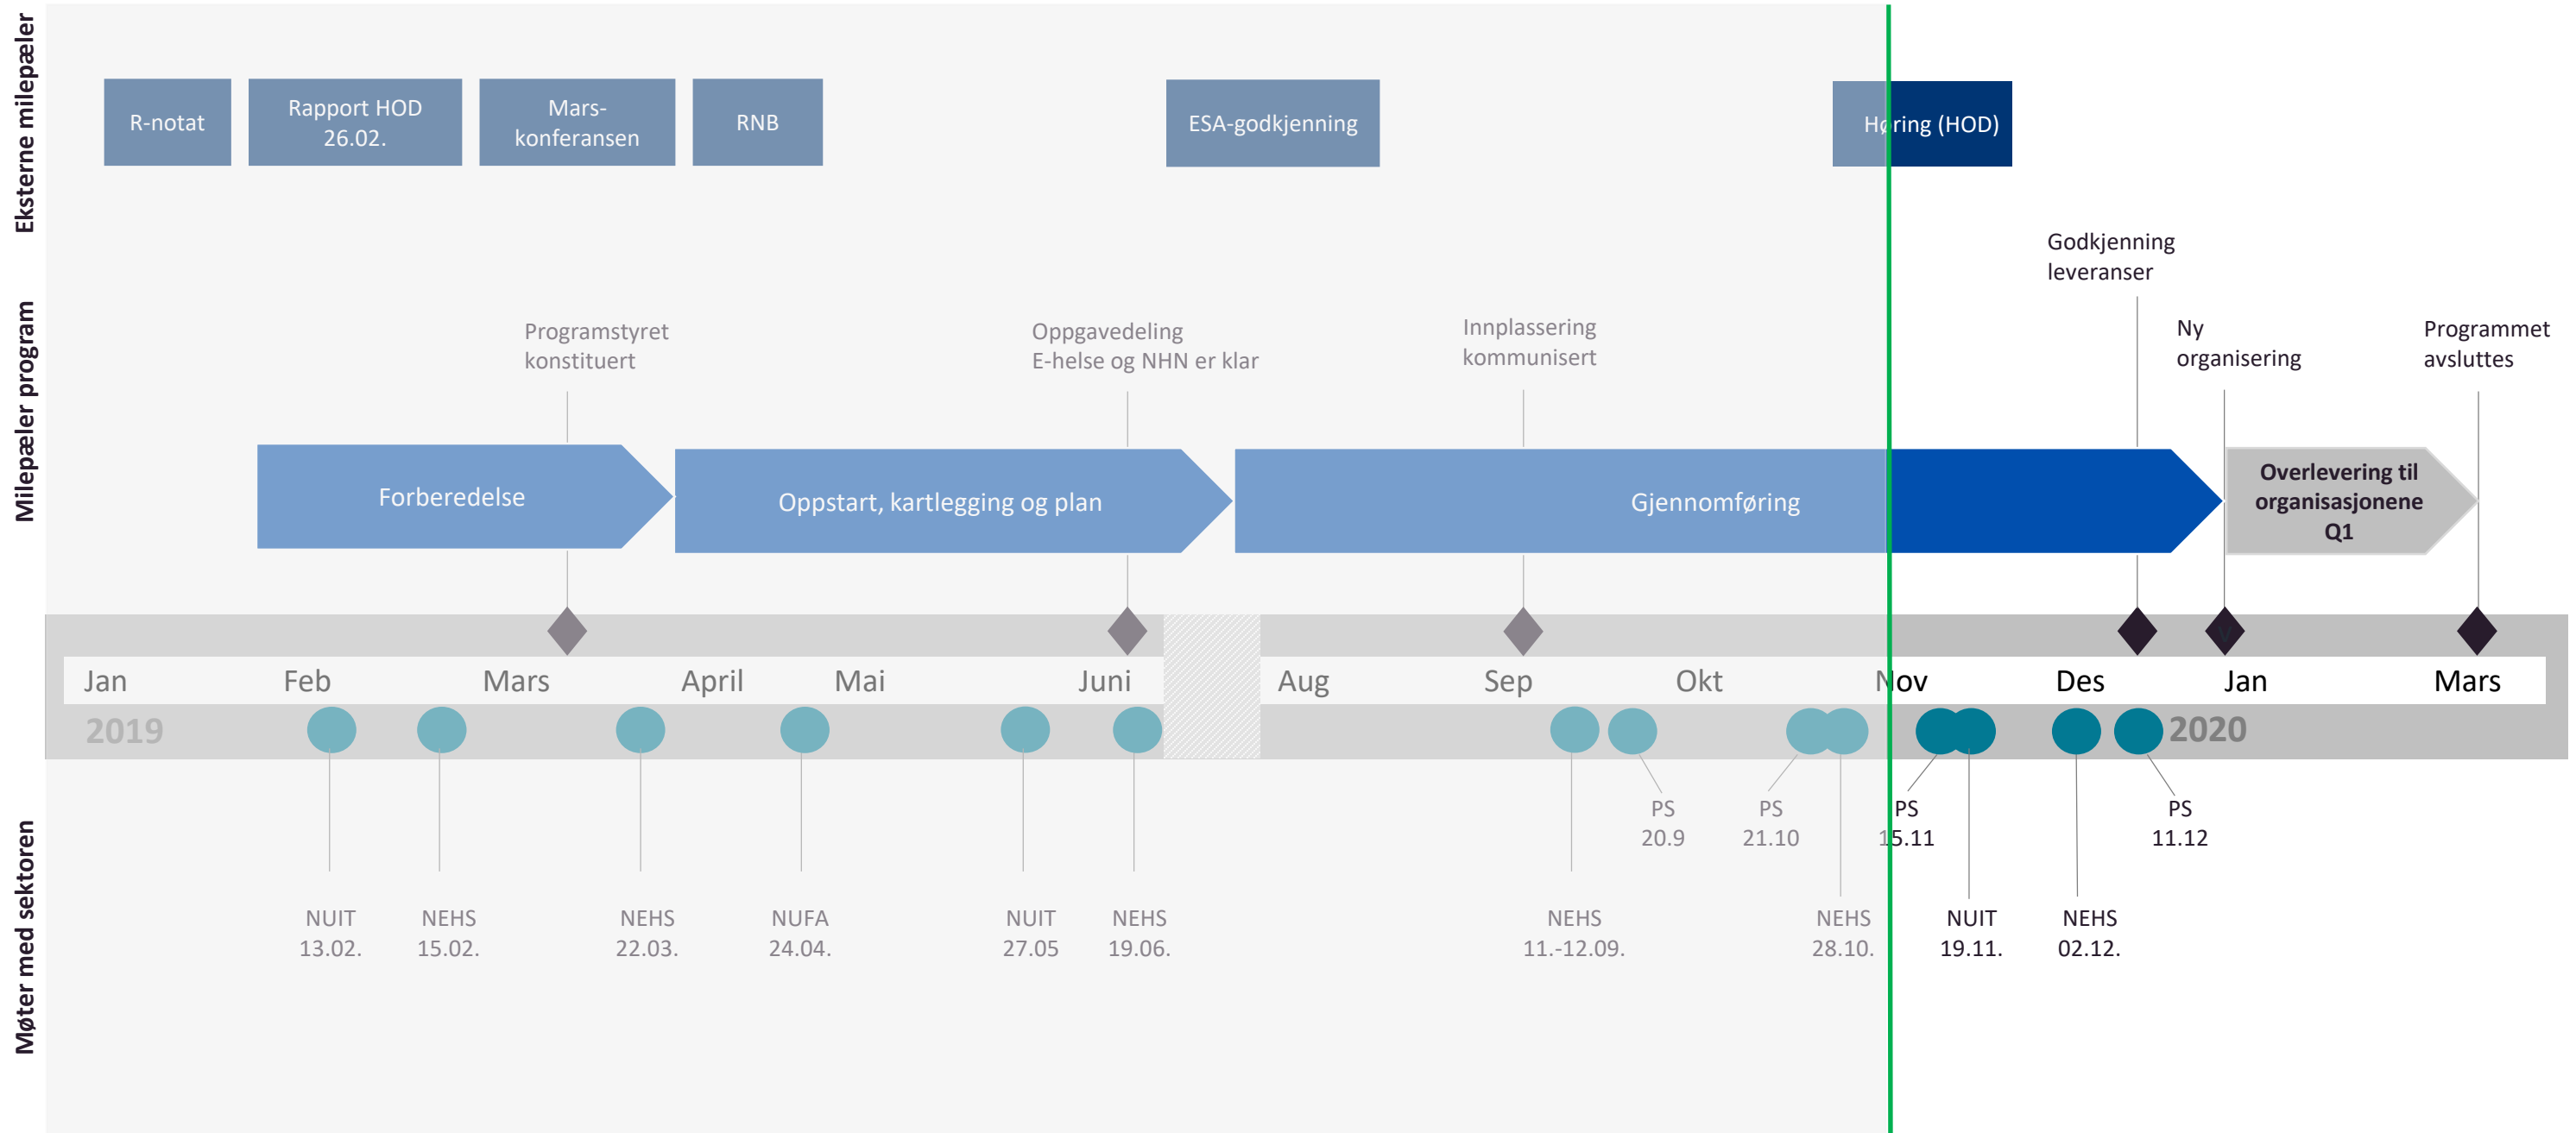 Eksterne milepæler
R-notat
Rapport HOD
26.02.
Mars-
konferansen
RNB
ESA-godkjenning
Høring (HOD)
Milepæler program
Programstyret
konstituert
Oppgavedeling
E-helse og NHN er klar
Innplassering
kommunisert
Godkjenning
leveranser
Ny
organisering
Programmet
avsluttes
Forberedelse
Oppstart, kartlegging og plan
Gjennomføring
Overlevering til
organisasjonene
Q1
Jan Feb Mars April Mai Juni Aug Sep Okt Nov Des Jan Mars
2019 2020
Møter med sektoren
PS
20.9
PS
21.10
PS
15.11
PS
11.12
NUIT
13.02.
NEHS
15.02.
NEHS
22.03.
NUFA
24.04.
NUIT
27.05
NEHS
19.06.
NEHS
11.-12.09.
NEHS
28.10.
NUIT
19.11.
NEHS
02.12.